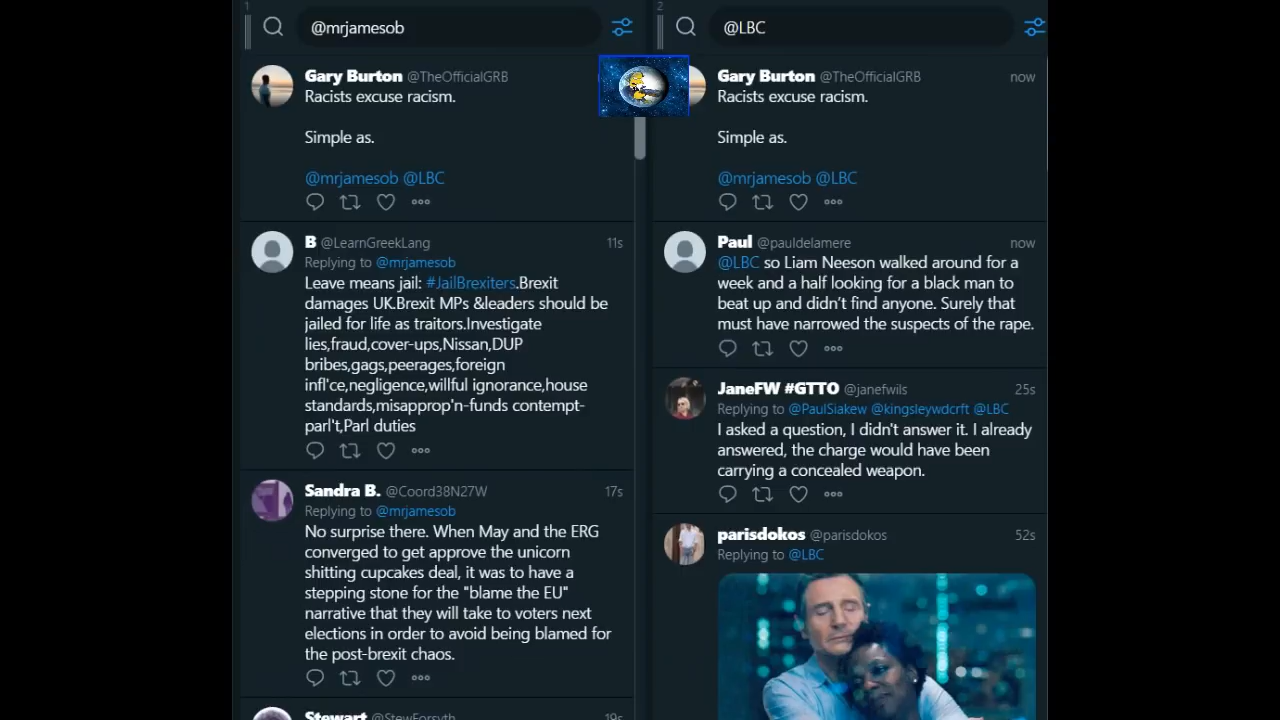 1
@mrjamesob
Gary Burton @TheOfficialGRB
Racists excuse racism.
Simple as.
@mrjamesob @LBC
B @LearnGreekLang 11s
Replying to @mrjamesob
Leave means jail: #JailBrexiters.Brexit
damages UK.Brexit MPs &leaders should be
jailed for life as traitors.Investigate
lies,fraud,cover-ups,Nissan,DUP
bribes,gags,peerages,foreign
infl'ce,negligence,willful ignorance,house
standards,misapprop'n-funds contempt-
parl't,Parl duties
Sandra B. @Coord38N27W 17s
Replying to @mrjamesob
No surprise there. When May and the ERG
converged to get approve the unicorn
shitting cupcakes deal, it was to have a
stepping stone for the "blame the EU"
narrative that they will take to voters next
elections in order to avoid being blamed for
the post-brexit chaos.
Stewart @StewForsyth 19s
2
@LBC
Gary Burton @TheOfficialGRB now
Racists excuse racism.
Simple as.
@mrjamesob @LBC
Paul @pauldelamere now
@LBC so Liam Neeson walked around for a
week and a half looking for a black man to
beat up and didn't find anyone. Surely that
must have narrowed the suspects of the rape.
JaneFW #GTTO @janefwils 25s
Replying to @PaulSiakew @kingsleywdcrft @LBC
I asked a question, I didn't answer it. I already
answered, the charge would have been
carrying a concealed weapon.
parisdokos @parisdokos 52s
Replying to @LBC